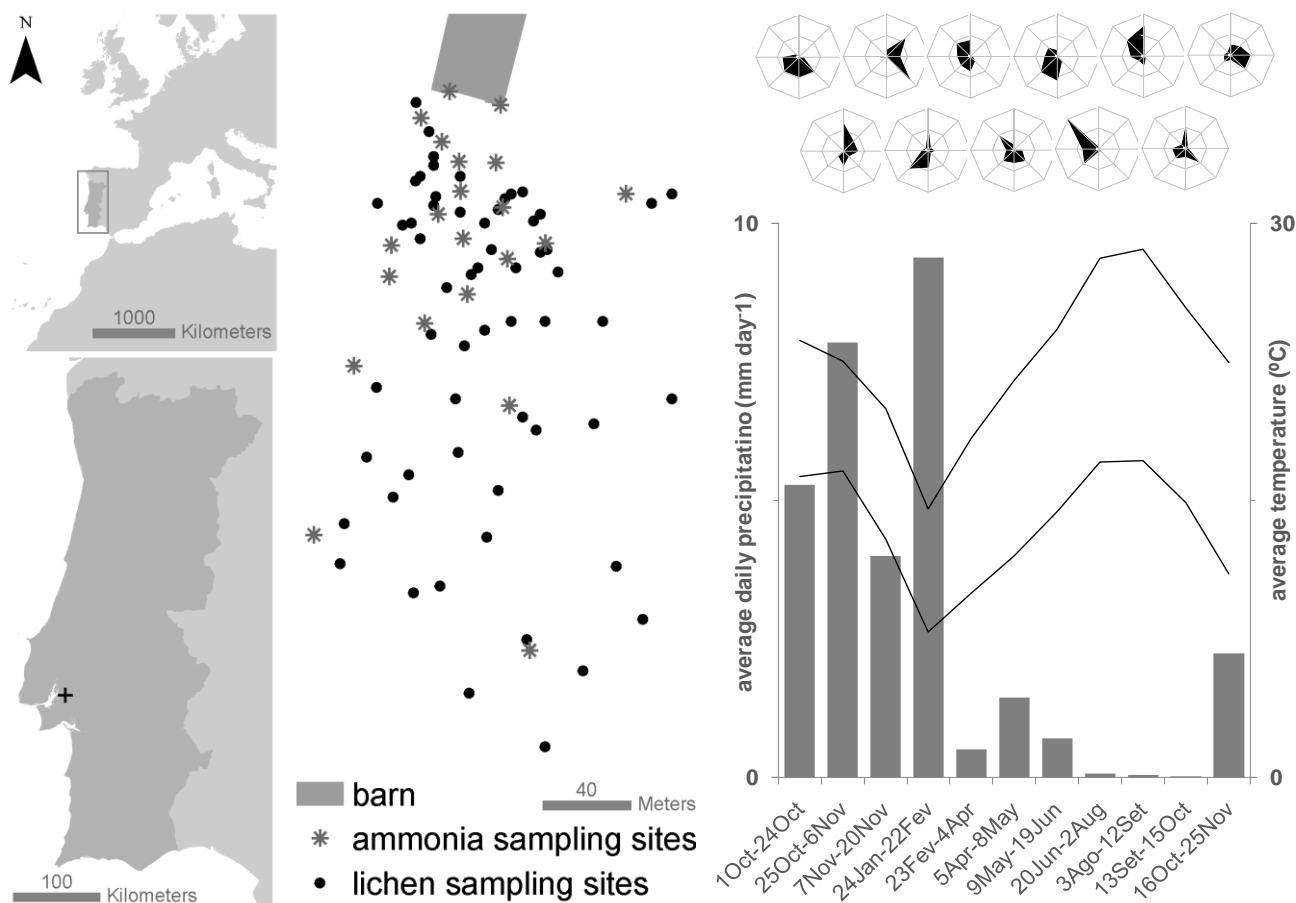 N
1000
Kilometers
100
Kilometers
barn
40
Meters
ammonia sampling sites
lichen sampling sites
10
0
average daily precipitatino (mm day-1)
30
0
average temperature (ºC)
1Oct-24Oct
25Oct-6Nov
7Nov-20Nov
24Jan-22Fev
23Fev-4Apr
5Apr-8May
9May-19Jun
20Jun-2Aug
3Ago-12Set
13Set-15Oct
16Oct-25Nov